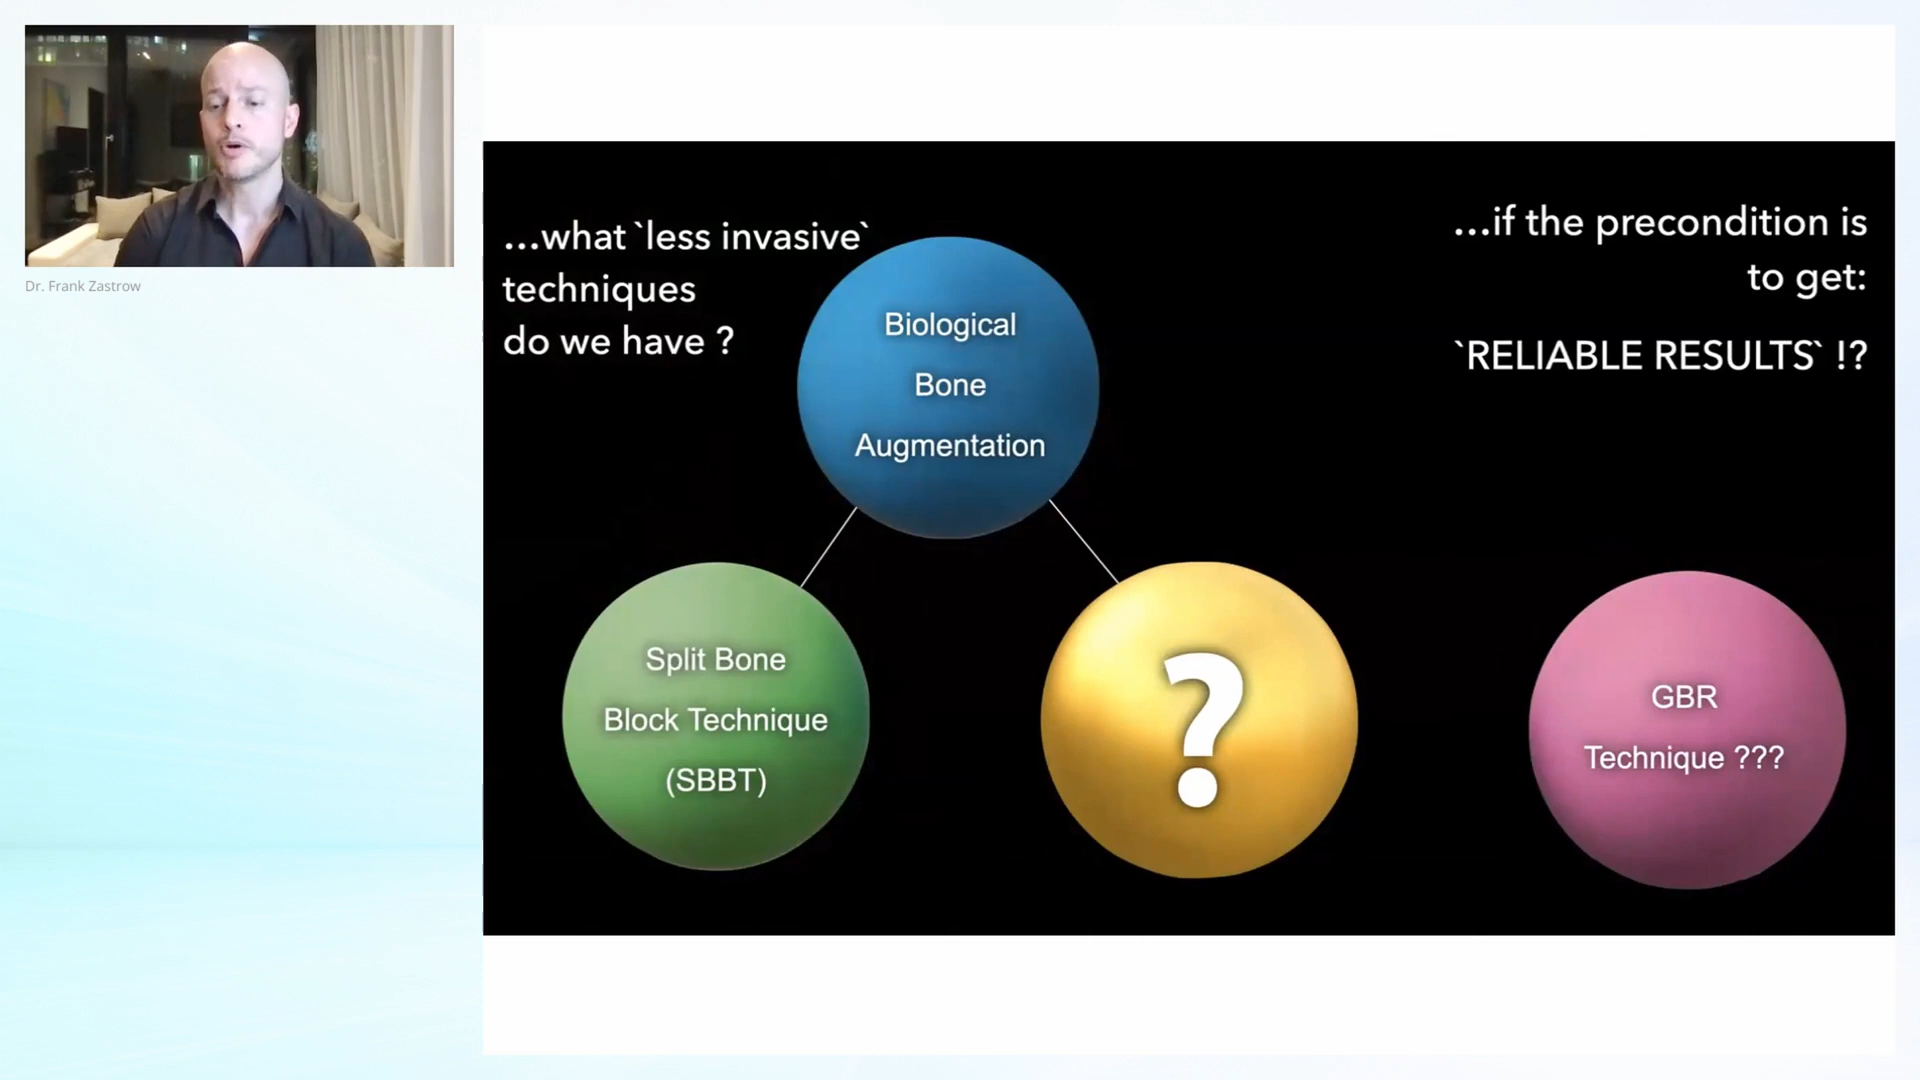 Dr. Frank Zastrow
...what `less invasive`
techniques
do we have ?
...if the precondition is
to get:
`RELIABLE RESULTS` !?
Biological
Bone
Augmentation
Split Bone
Block Technique
(SBBT)
?
GBR
Technique ???